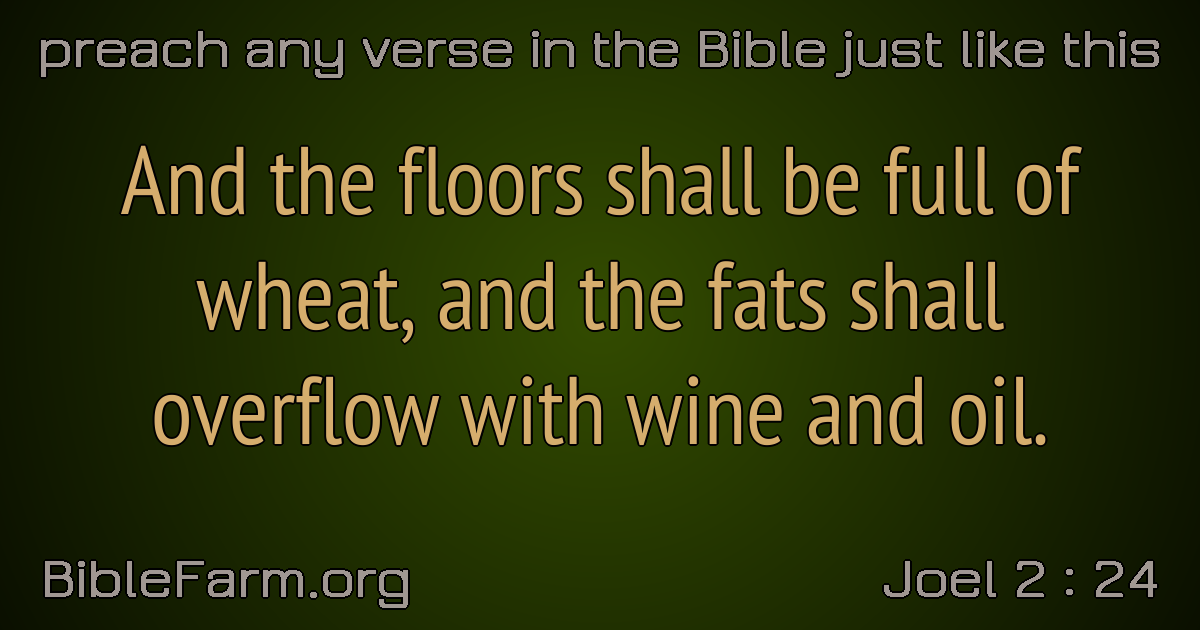 preach any verse in the Bible just like this
And the floors shall be full of
wheat, and the fats shall
overflow with wine and oil.
BibleFarm.org
Joel 2 : 24